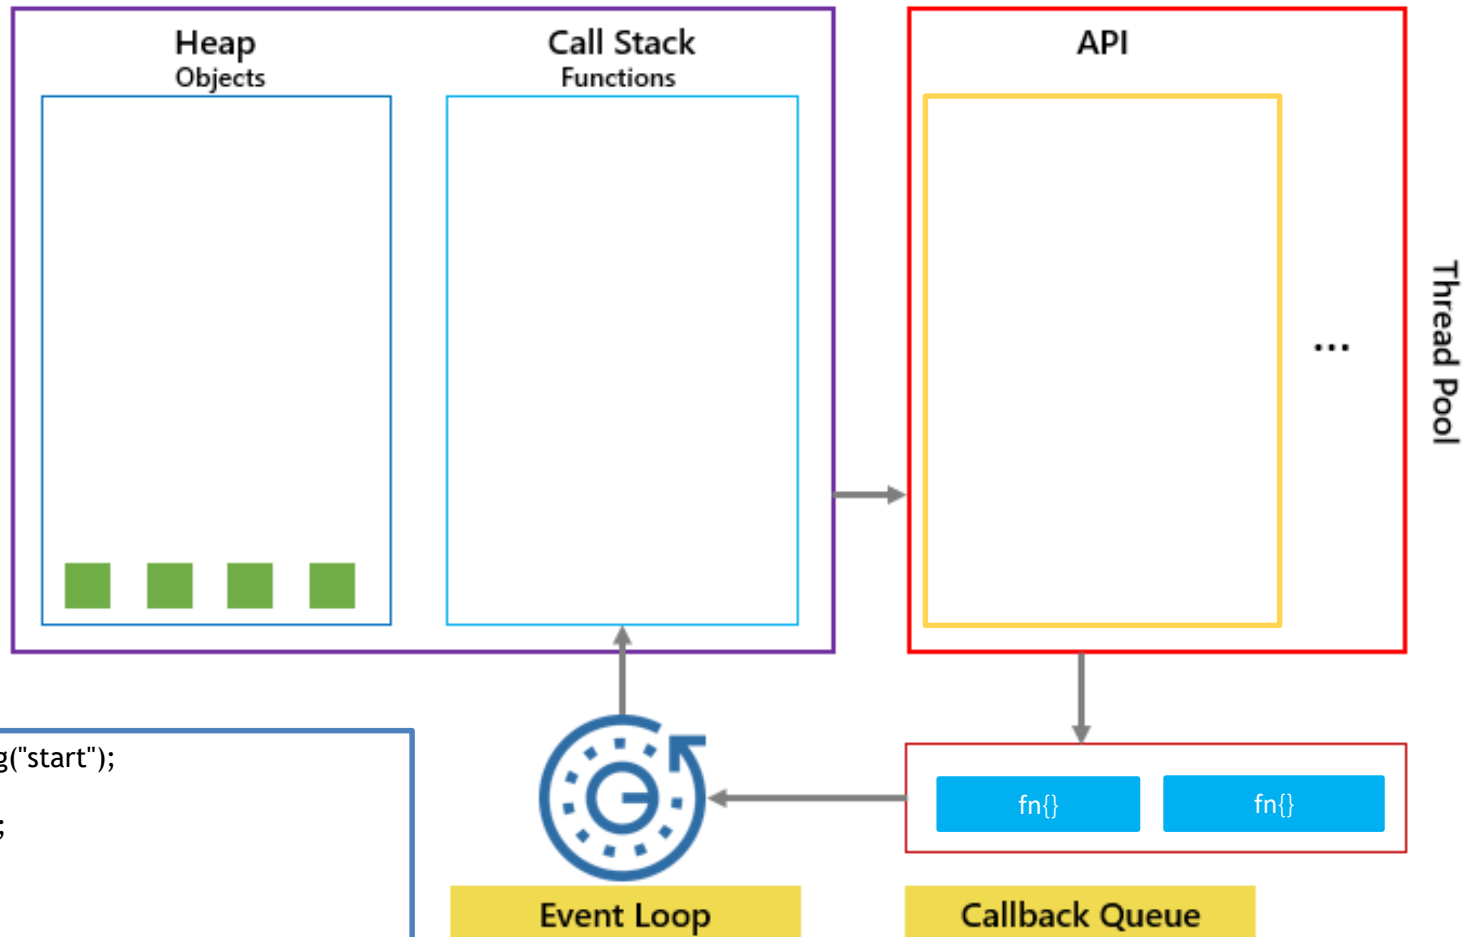 Heap
Objects
Call Stack
Functions
API
...
Thread Pool
g("start");
;
fn{}
fn{}
Event Loop
Callback Queue